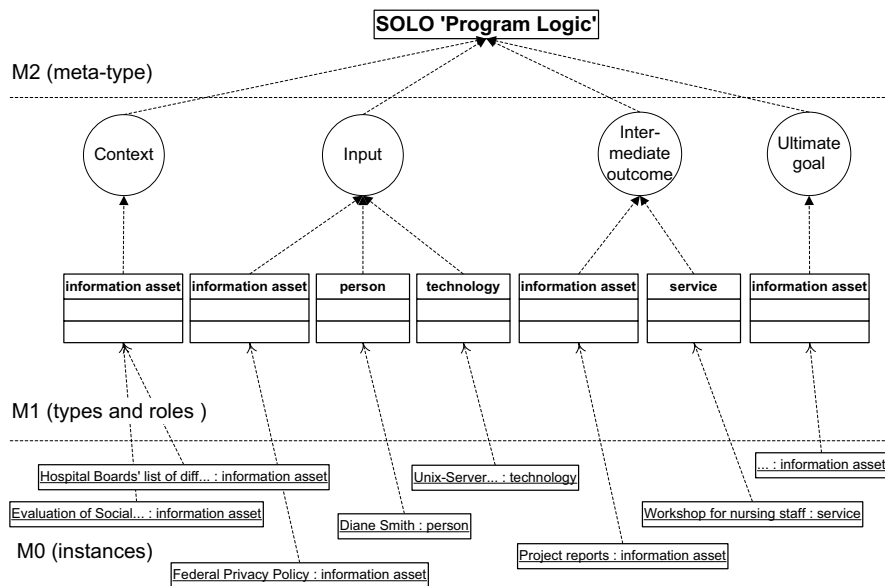 SOLO 'Program Logic'
M2 (meta-type)
Context
Input
Inter-
mediate
outcome
Ultimate
goal
information asset
information asset
person
technology
information asset
service
information asset
M1 (types and roles )
Hospital Boards' list of diff... : information asset
Unix-Server... : technology
... : information asset
Evaluation of Social... : information asset
Diane Smith : person
Workshop for nursing staff : service
M0 (instances)
Project reports : information asset
Federal Privacy Policy : information asset